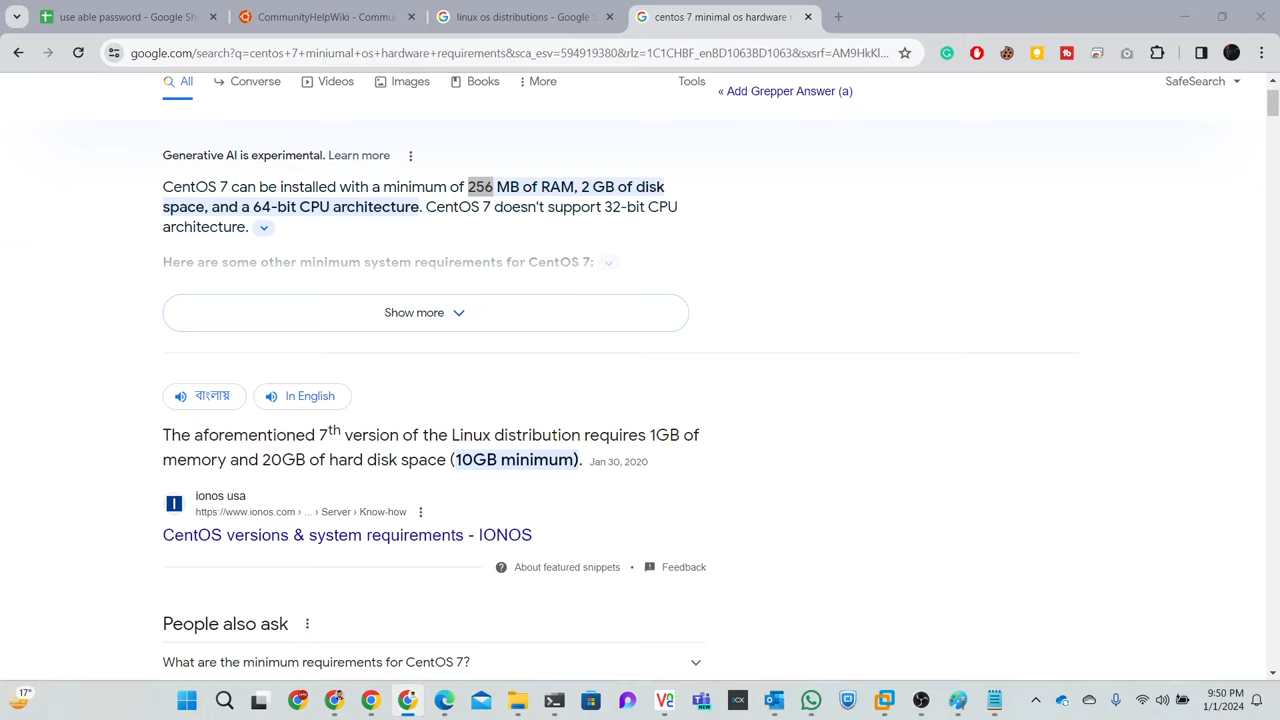 use able password - Google Sh
CommunityHelpWiki - Commu
linux os distributions - Google S
centos 7 minimal os hardware r
google.com/search?q=centos+7+miniumal+os+hardware+requirements&sca_esv=594919380&rlz=1C1CHBF_enBD1063BD1063&sxsrf=AM9HkKl...
All
Converse
Videos
Images
Books
More
Tools
« Add Grepper Answer (a)
SafeSearch
Generative AI is experimental. Learn more
CentOS 7 can be installed with a minimum of 256 MB of RAM, 2 GB of disk
space, and a 64-bit CPU architecture. CentOS 7 doesn't support 32-bit CPU
architecture.
Here are some other minimum system requirements for CentOS 7:
Show more
বাংলায়
In English
The aforementioned 7th version of the Linux distribution requires 1GB of
memory and 20GB of hard disk space (10GB minimum). Jan 30, 2020
ionos usa
https://www.ionos.com › ... › Server › Know-how
CentOS versions & system requirements - IONOS
About featured snippets • Feedback
People also ask
What are the minimum requirements for CentOS 7?
17°
9:50 PM
1/1/2024